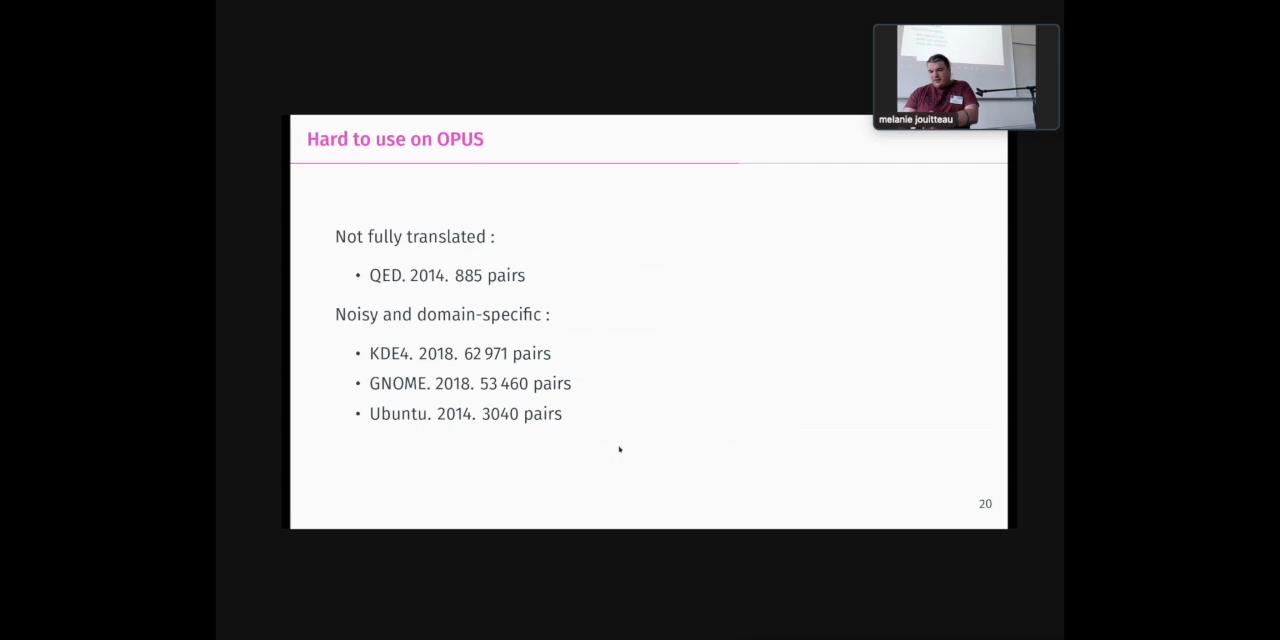 melanie jouitteau
Hard to use on OPUS
Not fully translated :
• QED. 2014. 885 pairs
Noisy and domain-specific :
• KDE4. 2018. 62 971 pairs
• GNOME. 2018. 53 460 pairs
• Ubuntu. 2014. 3040 pairs
20